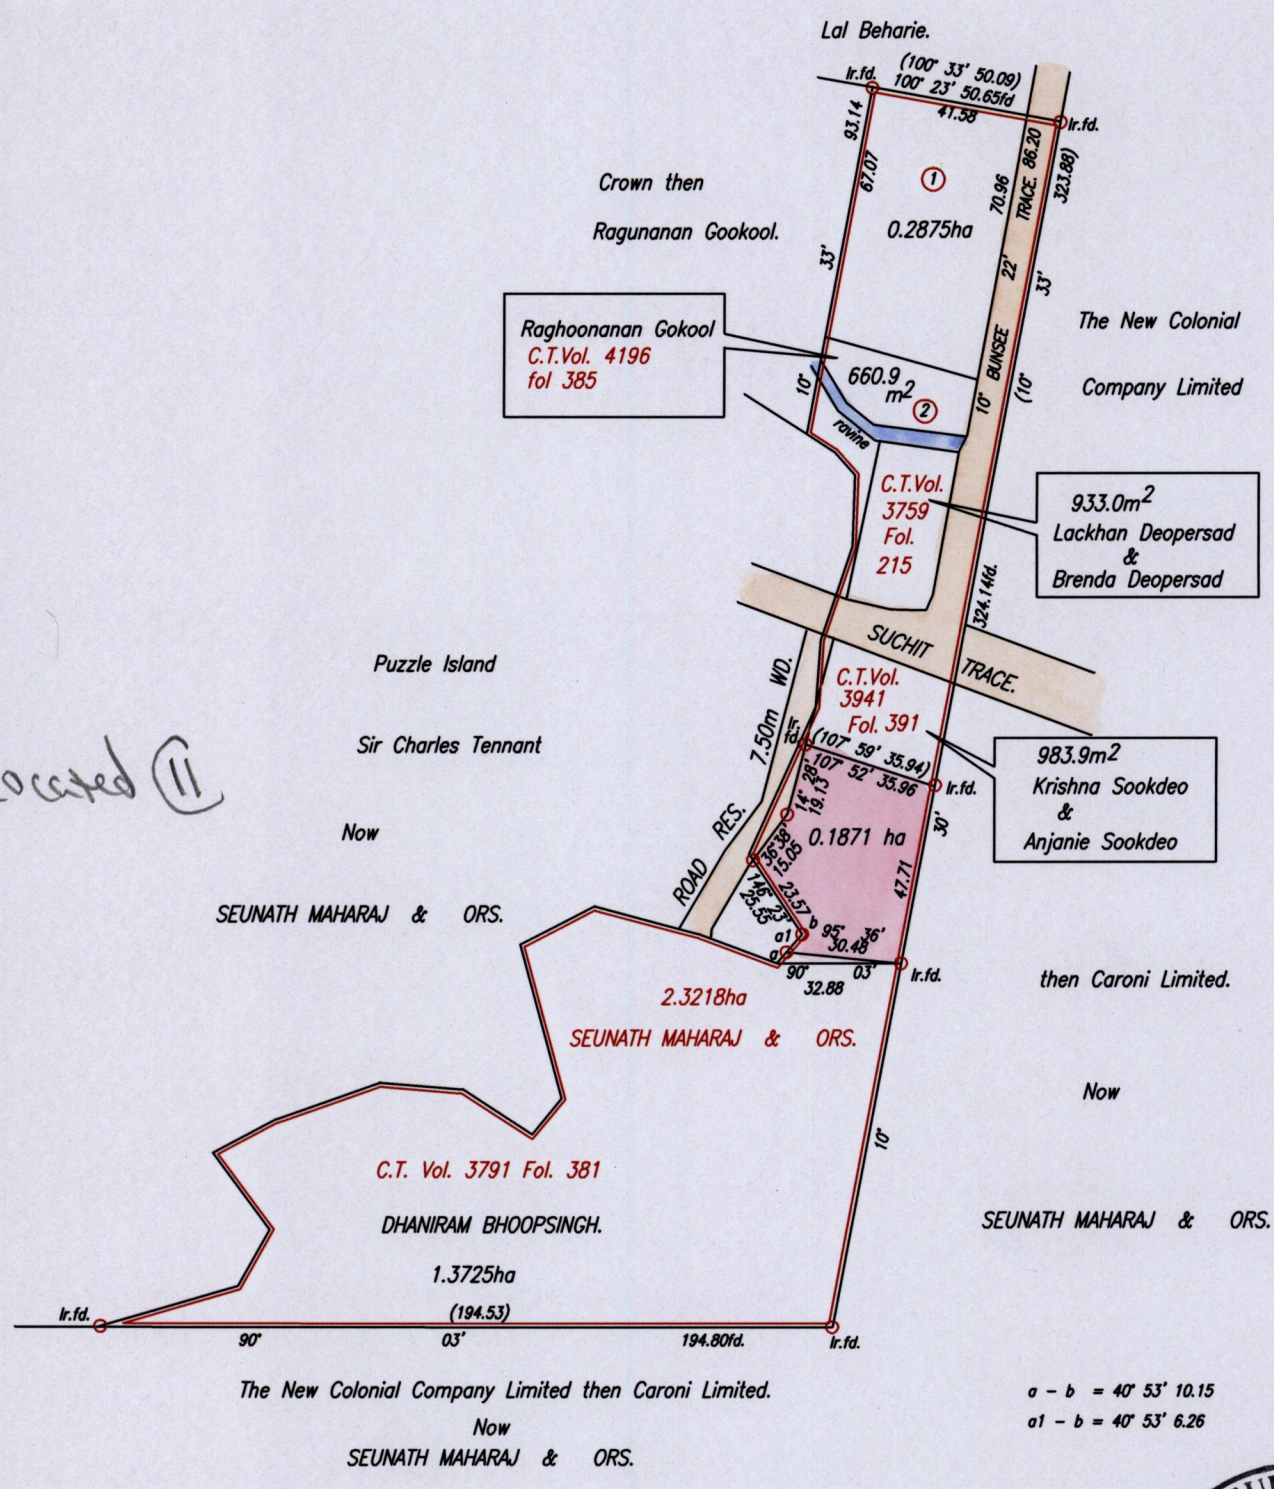 Lal Beharie.
Ir.fd.
(100° 33' 50.09)
100° 23' 50.65fd
41.58
Ir.fd.
93.14
67.07
33'
10°
1
0.2875ha
70.96
22'
10°
BUNSEE TRACE.
86.20
323.88)
33'
(10°
324.14fd.
Crown then
Ragunanan Gookool.
Raghoonanan Gokool
C.T.Vol. 4196
fol 385
660.9
m2
2
ravine
The New Colonial
Company Limited
C.T.Vol.
3759
Fol.
215
933.0m2
Lackhan Deopersad
&
Brenda Deopersad
SUCHIT TRACE.
Puzzle Island
Sir Charles Tennant
11
Now
SEUNATH MAHARAJ & ORS.
ROAD RES. 7.50m WD.
C.T.Vol.
3941
Fol. 391
983.9m2
Krishna Sookdeo
&
Anjanie Sookdeo
Ir.
fd.
(107° 59' 35.94)
107° 52' 35.96
Ir.fd.
14° 28'
19.13
36°38'
15.05
0.1871 ha
30'
47.71
23.57
146° 23'
25.55
a1
b
a
95° 36'
30.48
90° 03'
32.88
Ir.fd.
then Caroni Limited.
2.3218ha
SEUNATH MAHARAJ & ORS.
Now
10°
C.T. Vol. 3791 Fol. 381
DHANIRAM BHOOPSINGH.
SEUNATH MAHARAJ & ORS.
1.3725ha
Ir.fd.
(194.53)
90° 03' 194.80fd.
Ir.fd.
The New Colonial Company Limited then Caroni Limited.
Now
SEUNATH MAHARAJ & ORS.
a - b = 40° 53' 10.15
a1 - b = 40° 53' 6.26